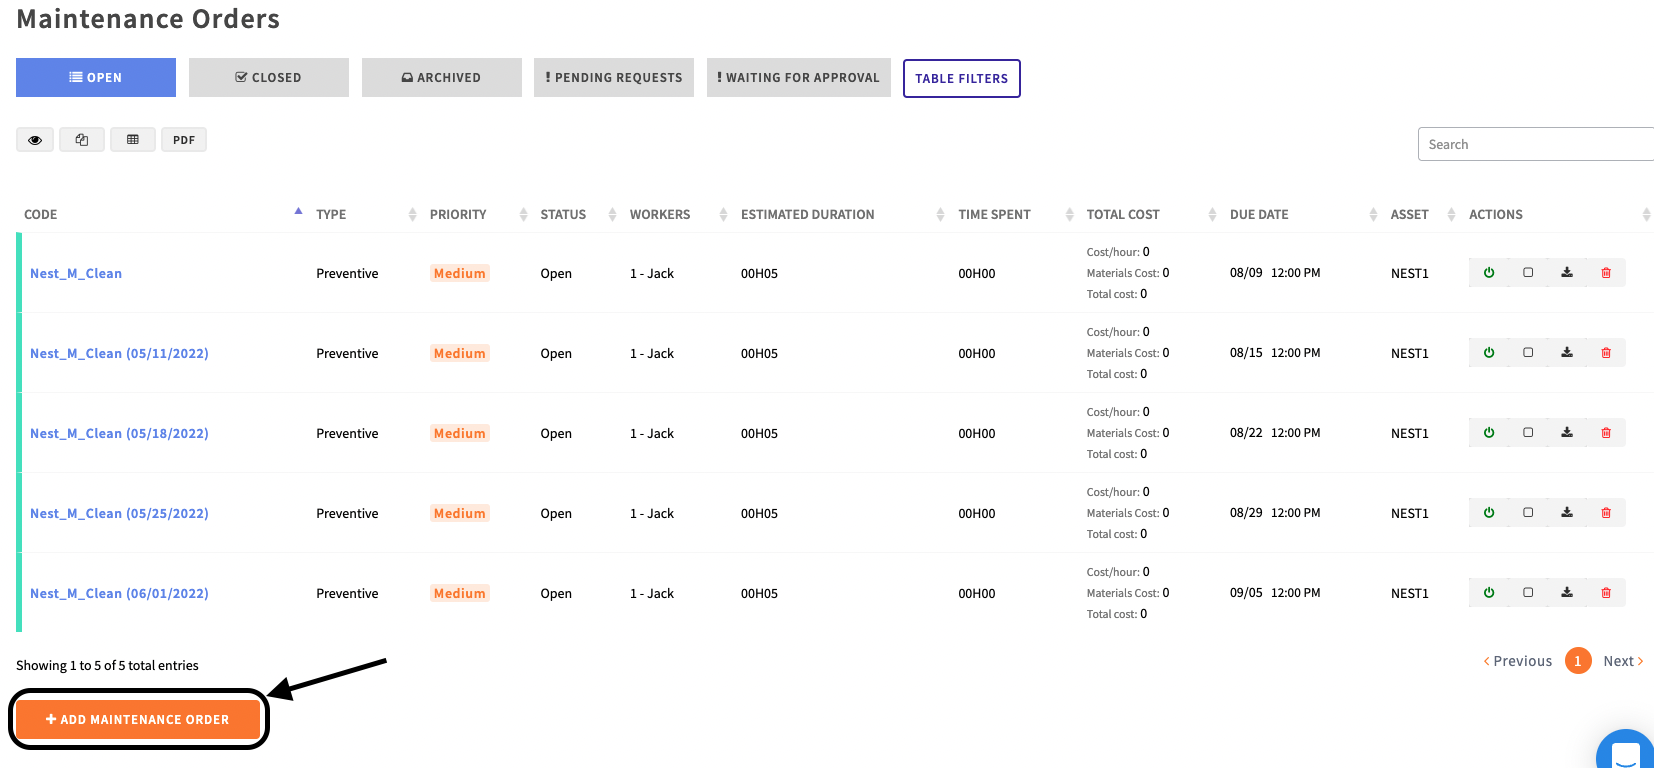 Maintenance Orders
OPEN CLOSED ARCHIVED ! PENDING REQUESTS ! WAITING FOR APPROVAL TABLE FILTERS
PDF Search
CODE TYPE PRIORITY STATUS WORKERS ESTIMATED DURATION TIME SPENT TOTAL COST DUE DATE ASSET ACTIONS
Cost/hour: 0
Nest_M_Clean Preventive Medium Open 1 - Jack 00H05 00H00 Materials Cost: 0 08/09 12:00 PM NEST1
Total cost: 0
Cost/hour: 0
Nest_M_Clean (05/11/2022) Preventive Medium Open 1 - Jack 00H05 00H00 Materials Cost: 0 08/15 12:00 PM NEST1
Total cost: 0
Cost/hour: 0
Nest_M_Clean (05/18/2022) Preventive Medium Open 1 - Jack 00H05 00H00 Materials Cost: 0 08/22 12:00 PM NEST1
Total cost: 0
Cost/hour: 0
Nest_M_Clean (05/25/2022) Preventive Medium Open 1 - Jack 00H05 00H00 Materials Cost: 0 08/29 12:00 PM NEST1
Total cost: 0
Cost/hour: 0
Nest_M_Clean (06/01/2022) Preventive Medium Open 1 - Jack 00H05 00H00 Materials Cost: 0 09/05 12:00 PM NEST1
Total cost: 0
Showing 1 to 5 of 5 total entries < Previous 1 Next >
+ ADD MAINTENANCE ORDER